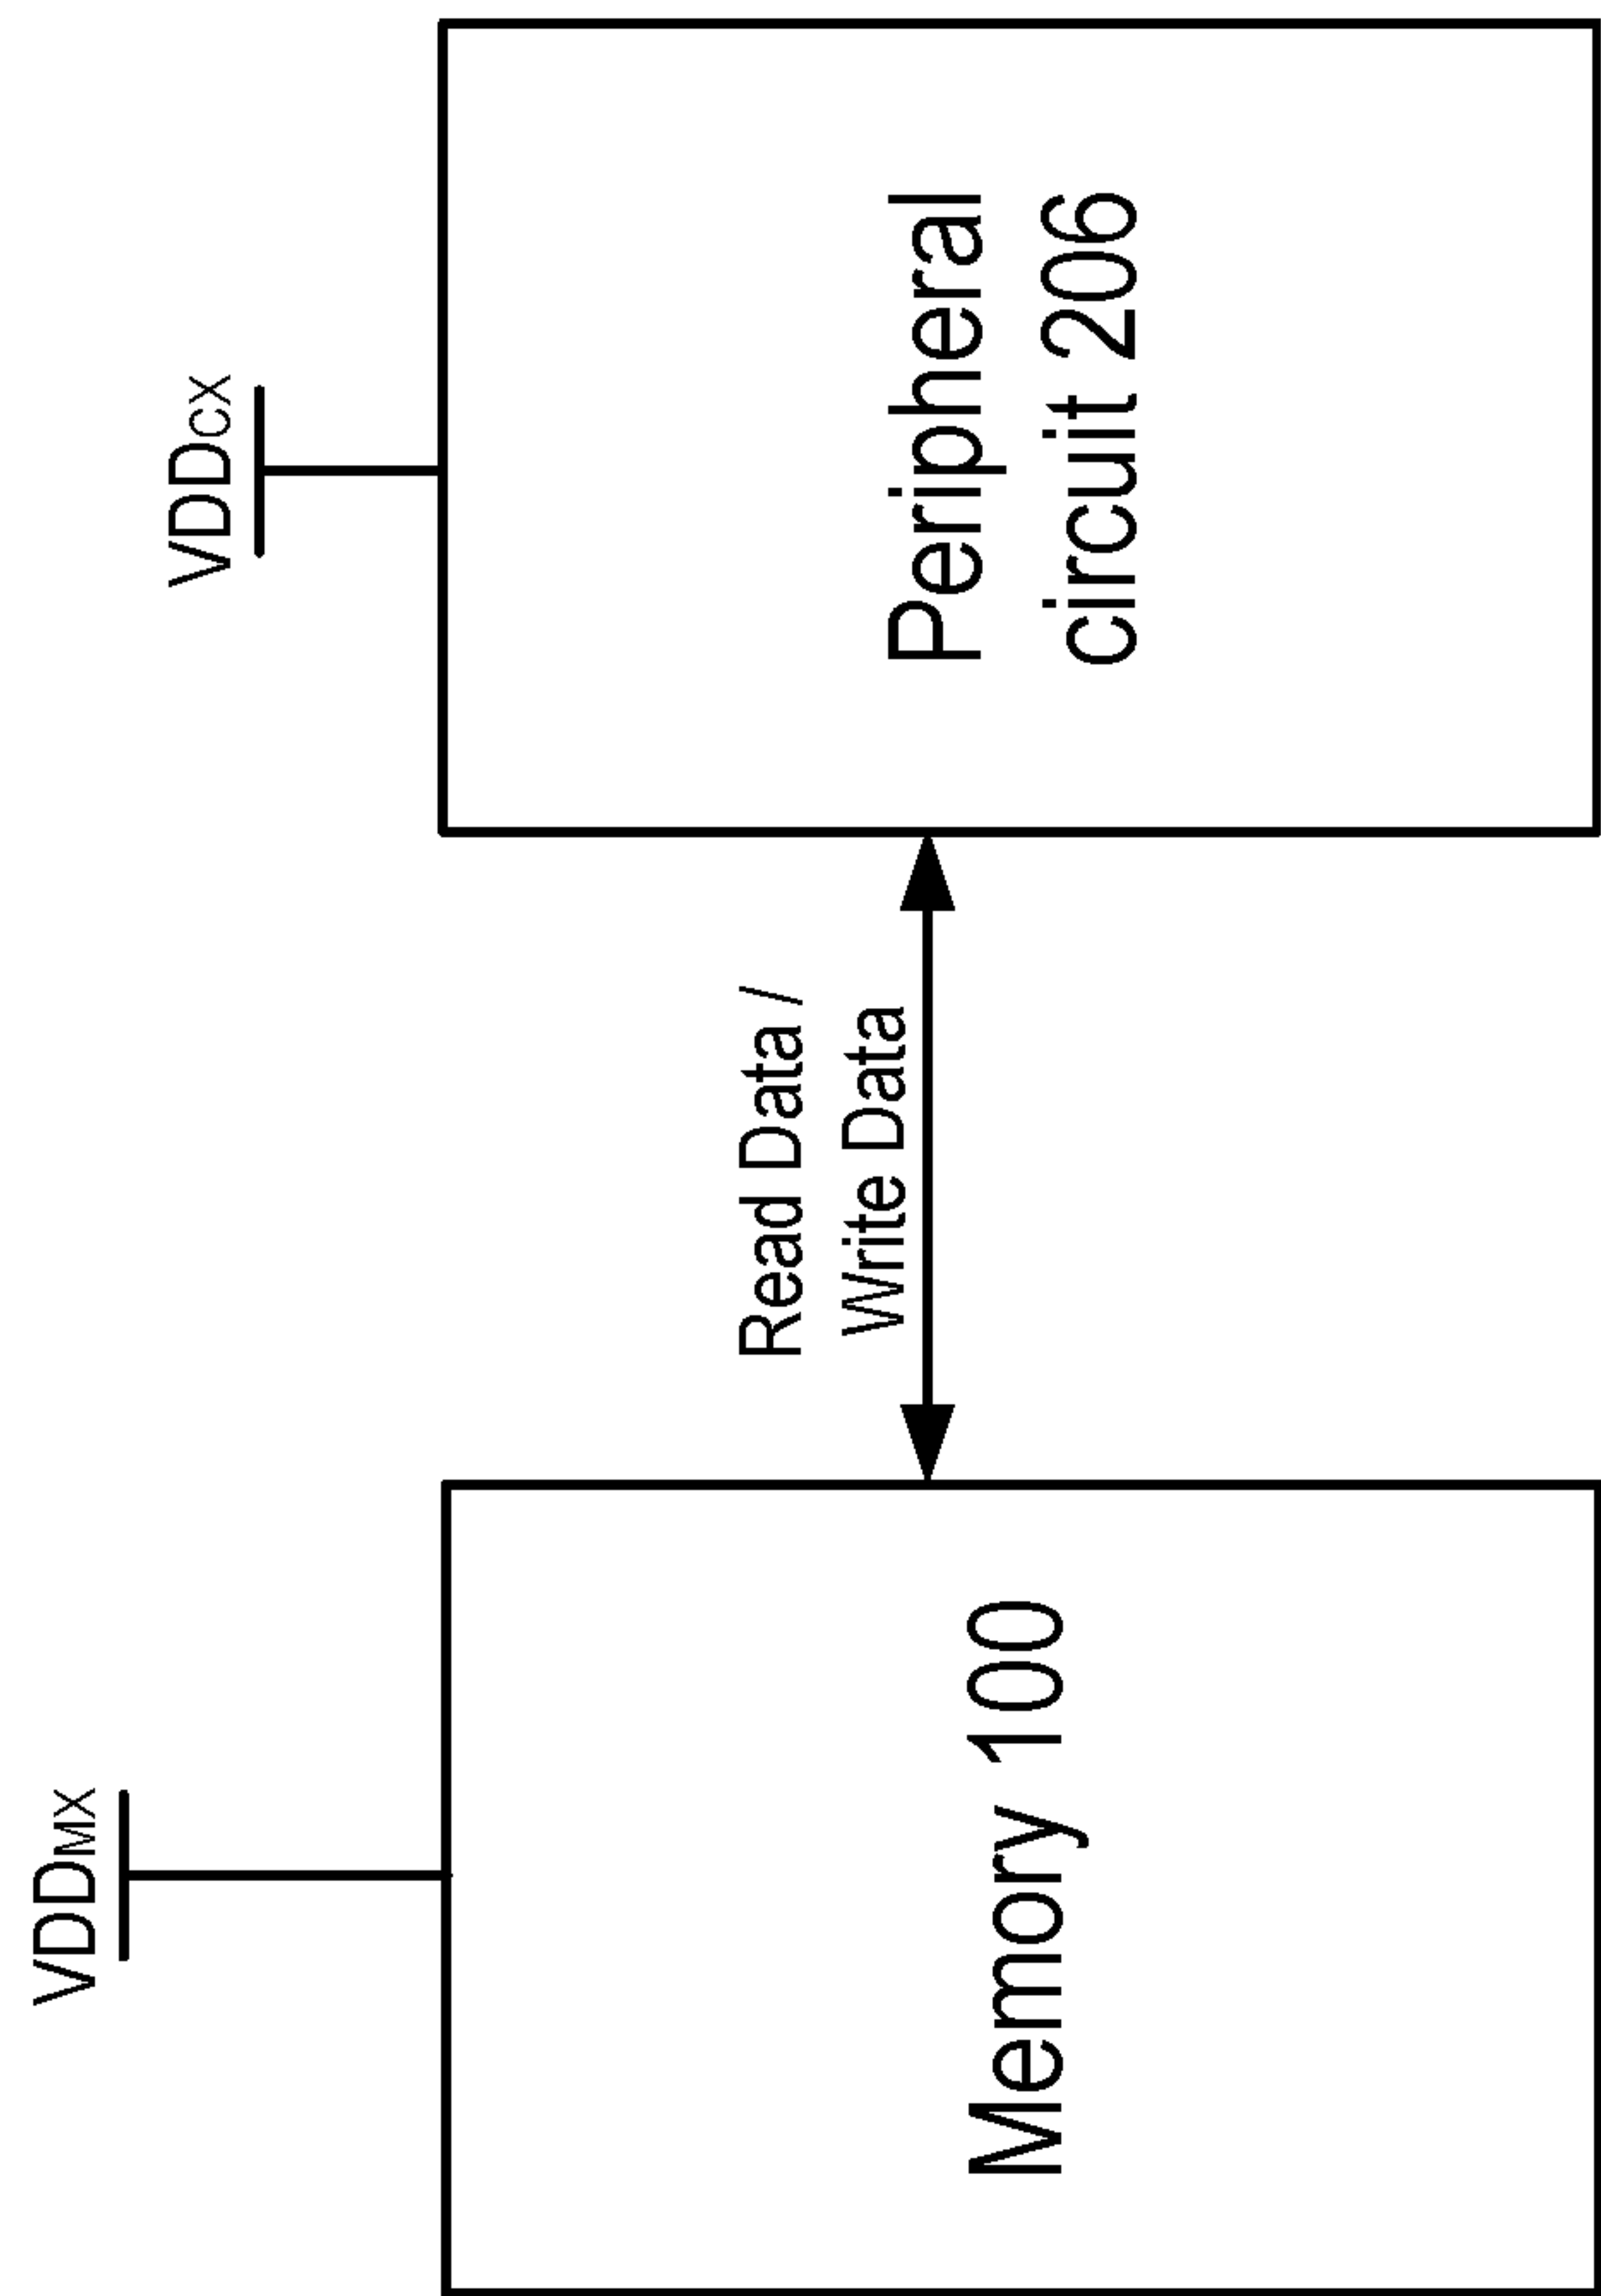 VDDMX
VDDCX
Read Data /
Write Data
Memory 100
Peripheral
circuit 206